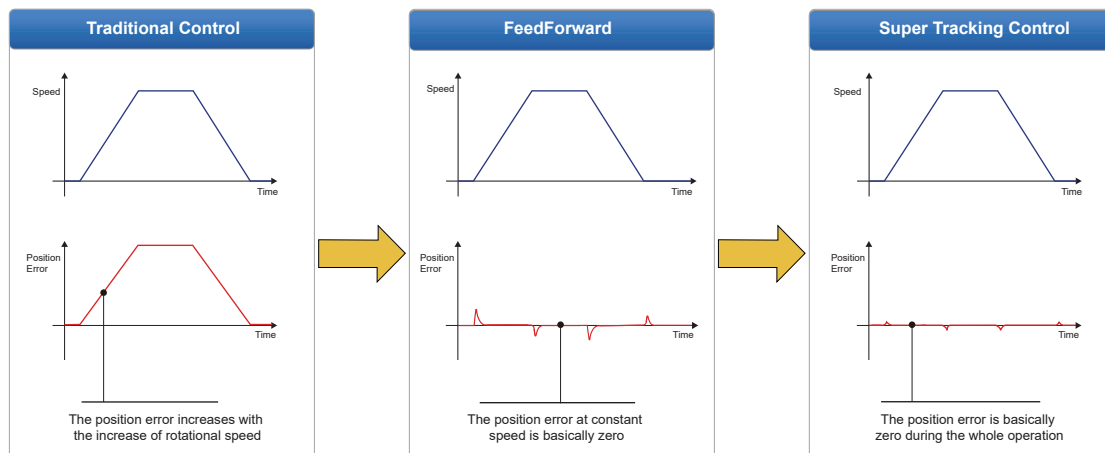 Traditional Control
Speed
Time
Position
Error
Time
The position error increases with
the increase of rotational speed
FeedForward
Speed
Time
Position
Error
Time
The position error at constant
speed is basically zero
Super Tracking Control
Speed
Time
Position
Error
Time
The position error is basically
zero during the whole operation